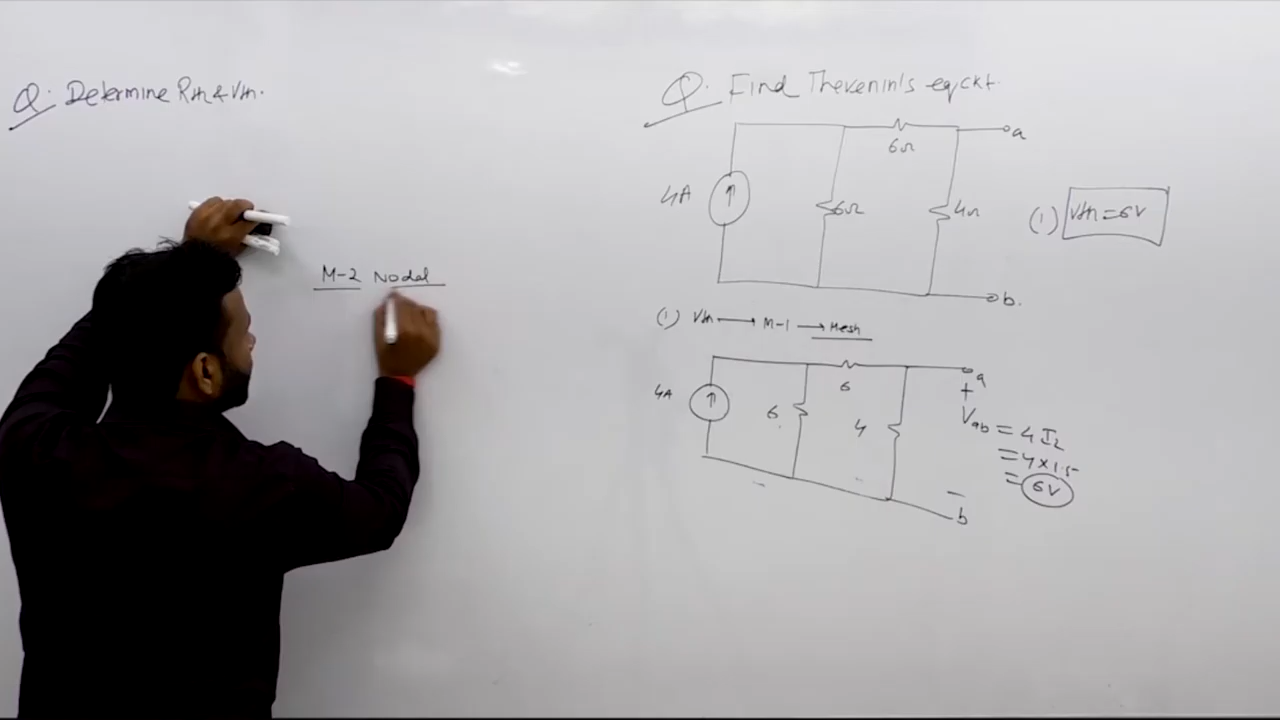 Q. Determine Rth & Vth.
M-2 Nodal
Q. Find Thevenin's eq ckt.
6Ω
a
4A
6Ω
4Ω
b.
(1) Vth = 6V
(1) Vth → M-1 → Mesh
4A
6
6
4
a
+
Vab = 4 I2
= 4 x 1.5
= 6V
-
b